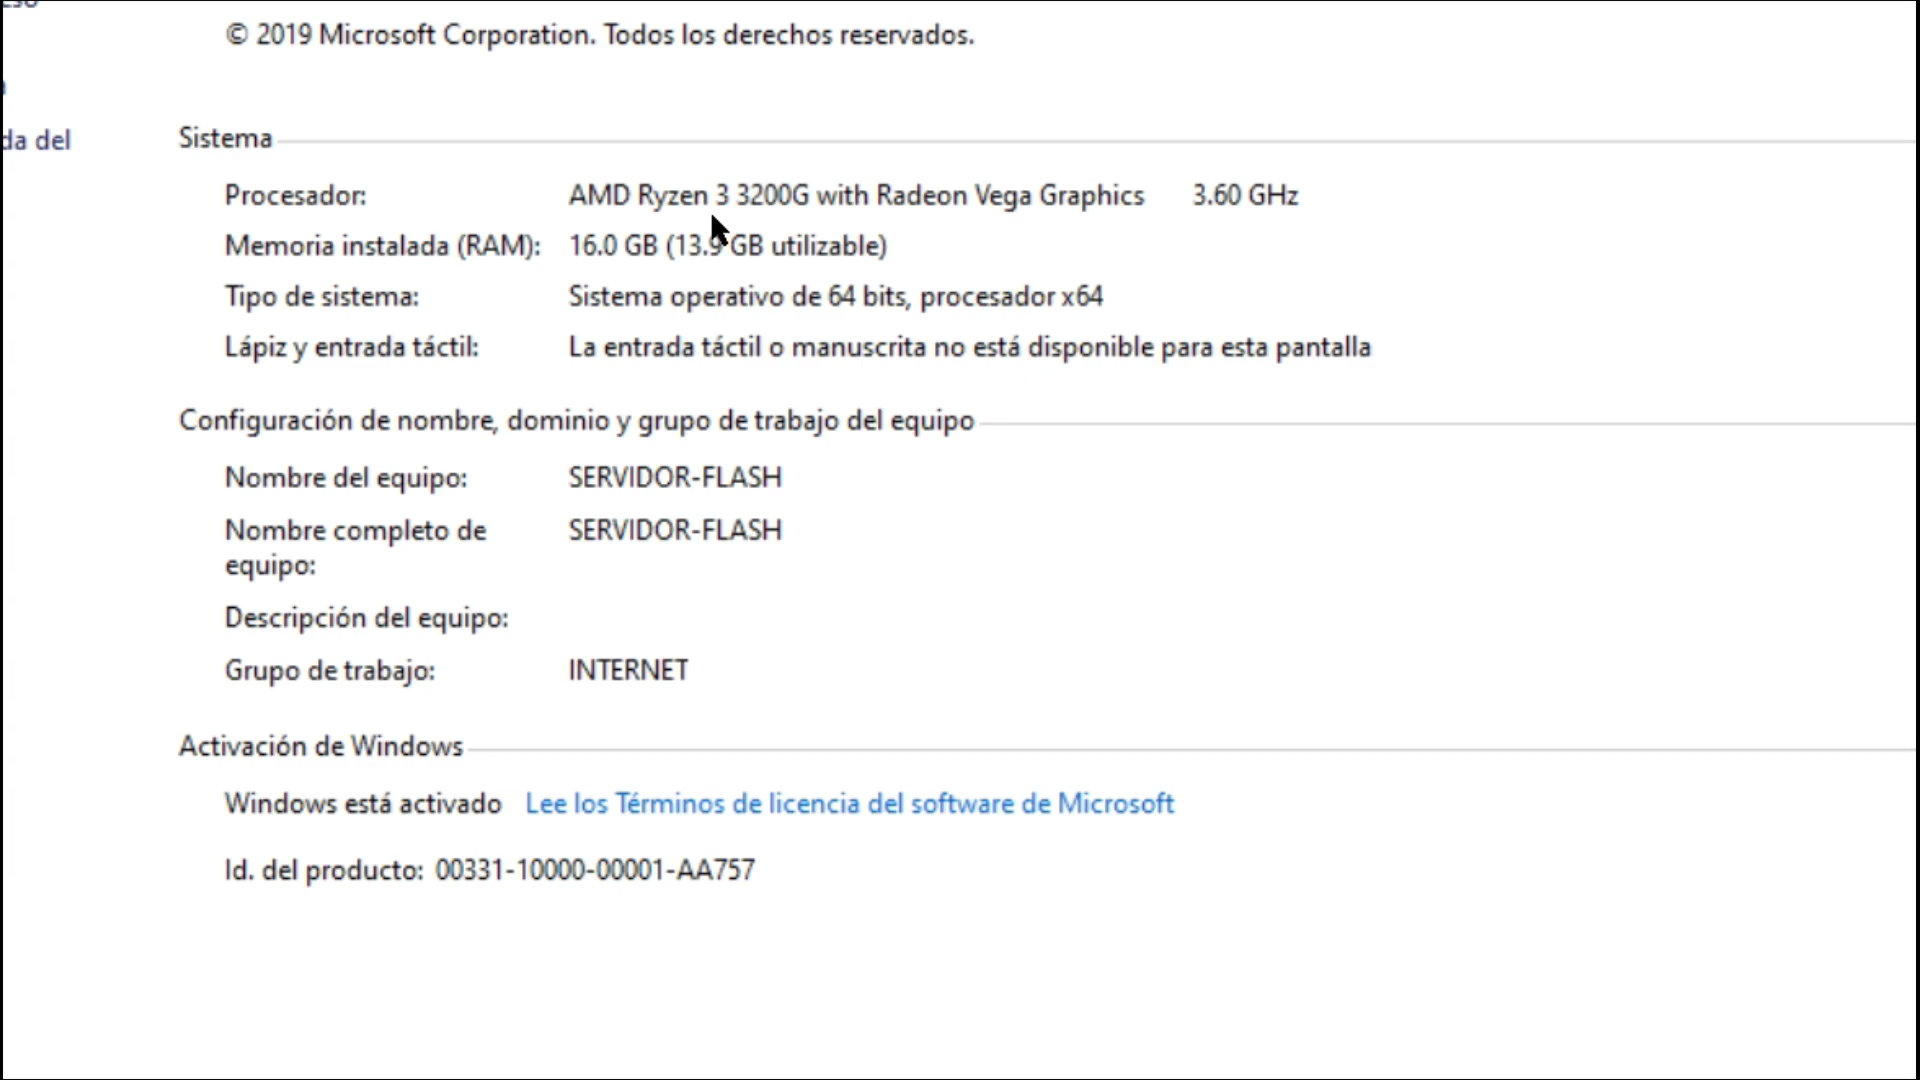 © 2019 Microsoft Corporation. Todos los derechos reservados.
da del
Sistema
Procesador: AMD Ryzen 3 3200G with Radeon Vega Graphics 3.60 GHz
Memoria instalada (RAM): 16.0 GB (13.9 GB utilizable)
Tipo de sistema: Sistema operativo de 64 bits, procesador x64
Lápiz y entrada táctil: La entrada táctil o manuscrita no está disponible para esta pantalla
Configuración de nombre, dominio y grupo de trabajo del equipo
Nombre del equipo: SERVIDOR-FLASH
Nombre completo de SERVIDOR-FLASH
equipo:
Descripción del equipo:
Grupo de trabajo: INTERNET
Activación de Windows
Windows está activado Lee los Términos de licencia del software de Microsoft
Id. del producto: 00331-10000-00001-AA757